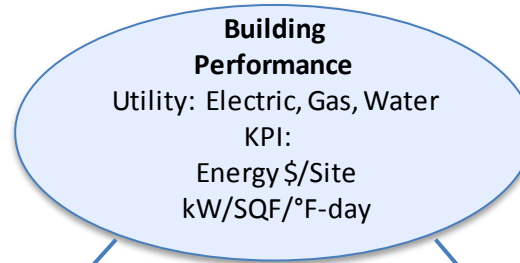 Building
Performance
Utility: Electric, Gas, Water
KPI:
Energy $/Site
kW/SQF/°F-day